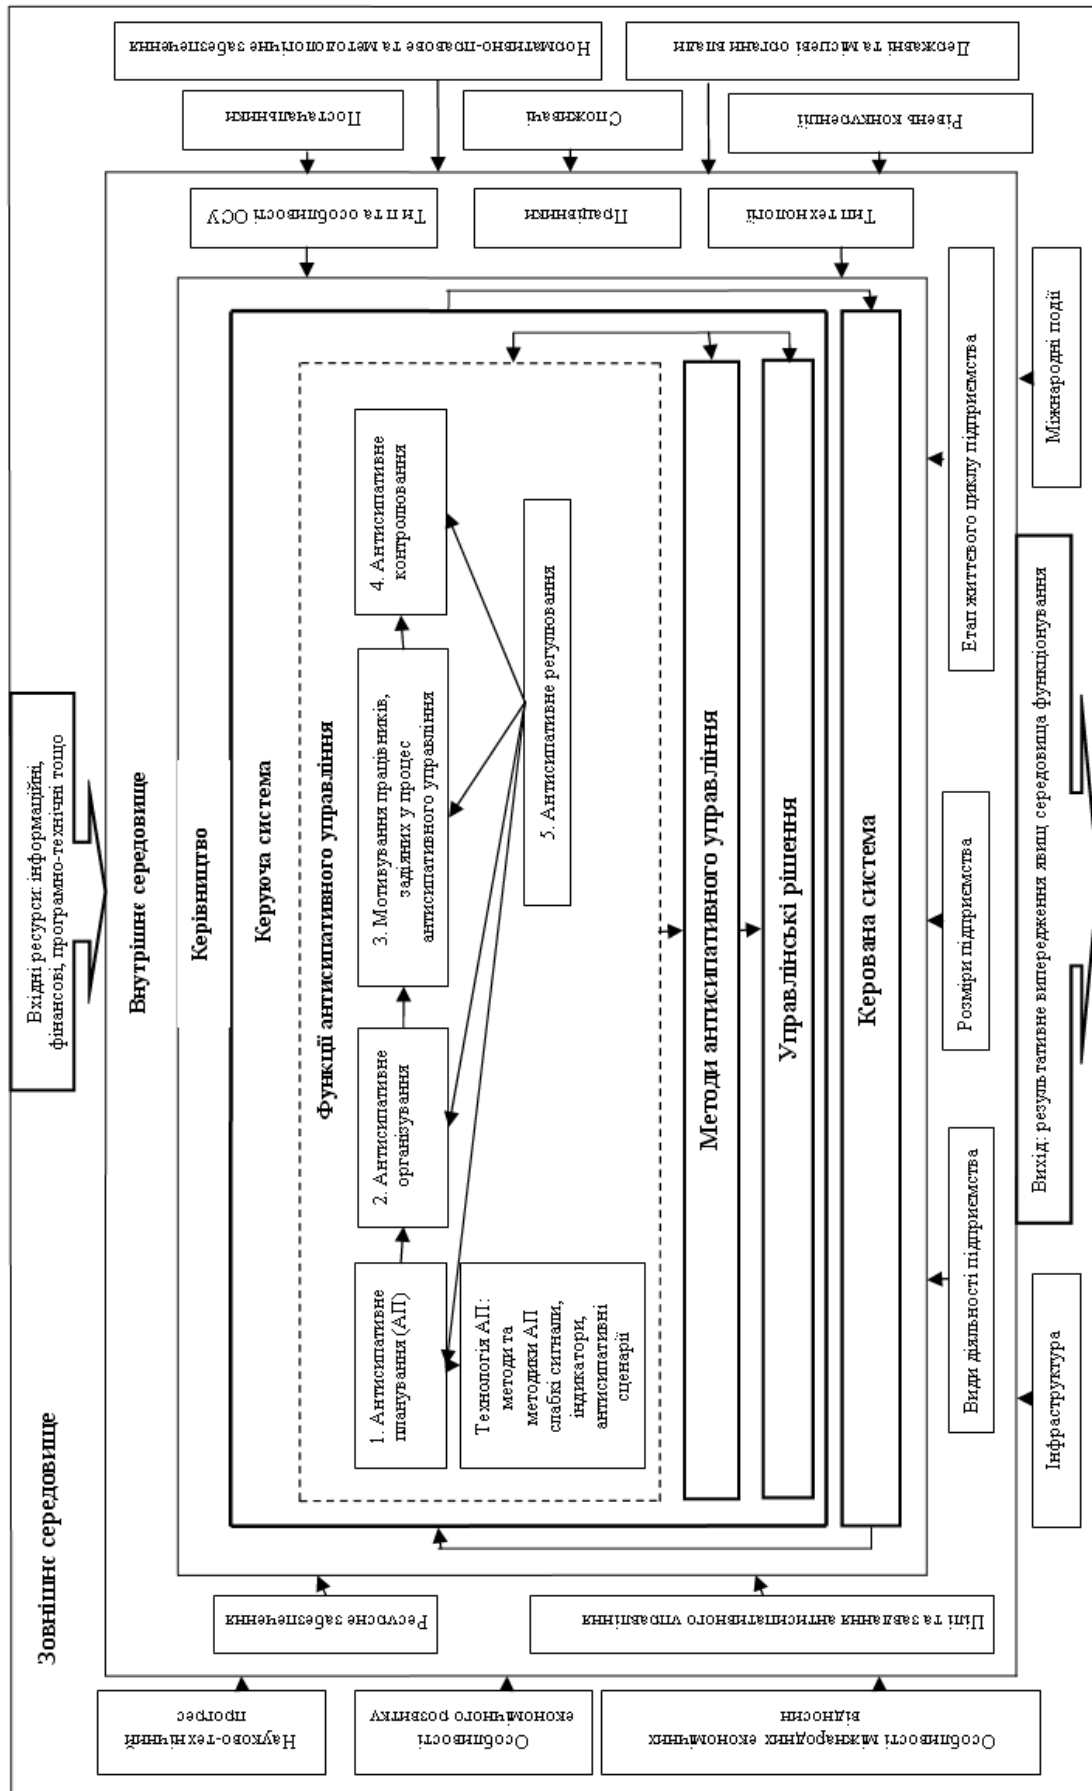 Зовнішнє середовище
Вхідні ресурси: інформаційні,
фінансові, програмно-технічні тощо
Внутрішнє середовище
Керівництво
Керуюча система
Функції антисипативного управління
1. Антисипативне
планування (АП)
2. Антисипативне
організування
3. Мотивування працівників,
задіяних у процес
антисипативного управління
4. Антисипативне
контролювання
Технологія АП:
методи та
методики АП
слабкі сигнали,
індикатори,
антисипативні
сценарії
5. Антисипативне регулювання
Методи антисипативного управління
Управлінські рішення
Керована система
Види діяльності підприємства
Розміри підприємства
Етап життєвого циклу підприємства
Інфраструктура
Вихід: результативне випередження явищ середовища функціонування
Міжнародні події
Науково-технічний
прогрес
Особливості
економічного розвитку
Особливості міжнародних економічних
відносин
Ресурсне забезпечення
Цілі та завдання антисипативного управління
Тип та особливості ОСУ
Працівники
Тип технології
Постачальники
Споживачі
Рівень конкуренції
Нормативно-правове та методологічне забезпечення
Державні та місцеві органи влади